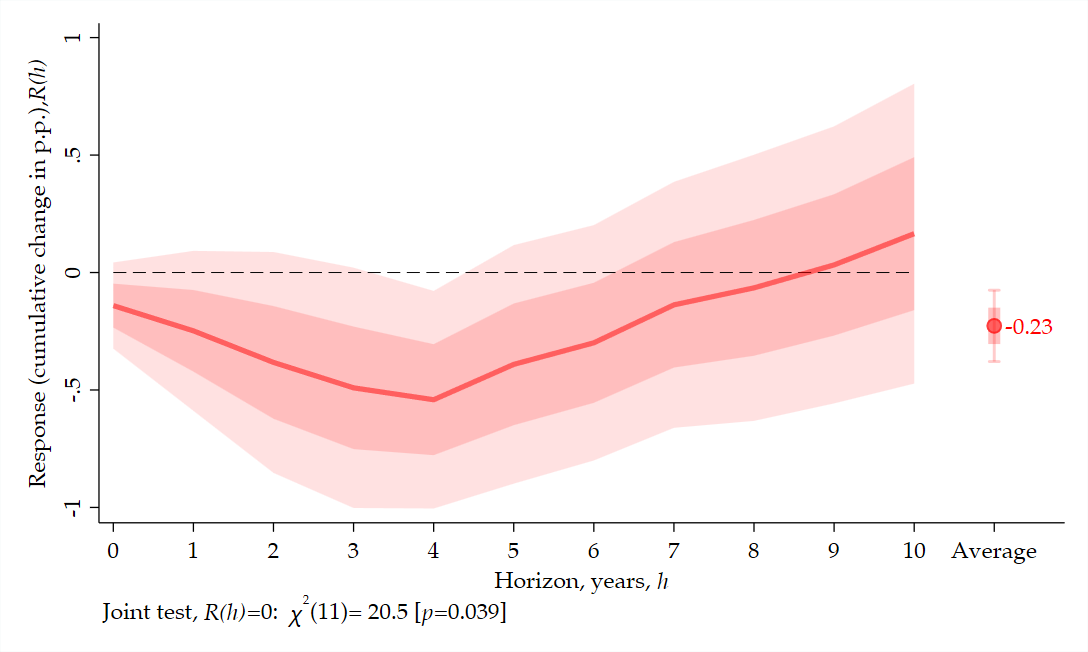 Response (cumulative change in p.p.),R(h)
1
.5
0
-.5
-1
0 1 2 3 4 5 6 7 8 9 10 Average
-0.23
Horizon, years, h
Joint test, R(h)=0: χ²(11)= 20.5 [p=0.039]